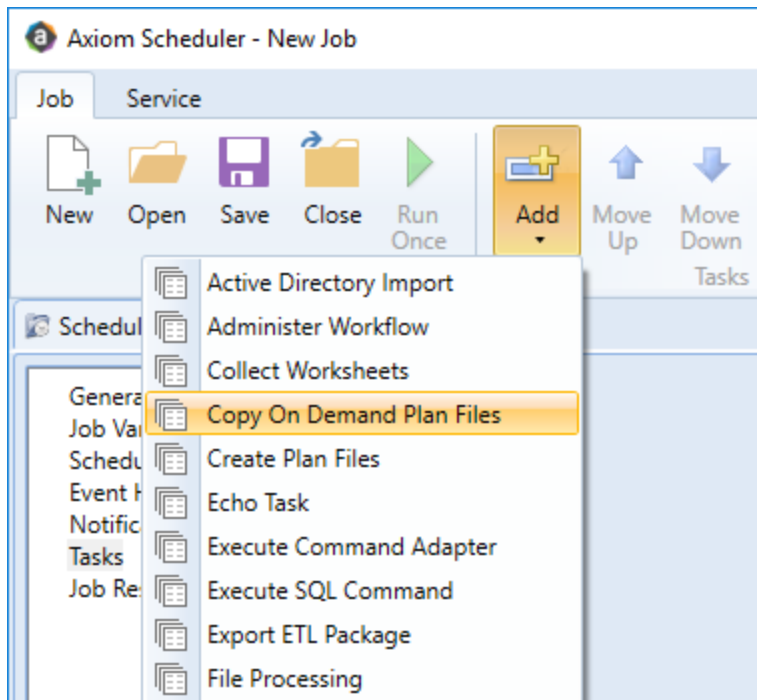 Axiom Scheduler - New Job
Job Service
New Open Save Close Run Once Add Move Up Move Down
Tasks
Active Directory Import
Administer Workflow
Collect Worksheets
Copy On Demand Plan Files
Create Plan Files
Echo Task
Execute Command Adapter
Execute SQL Command
Export ETL Package
File Processing
Tasks